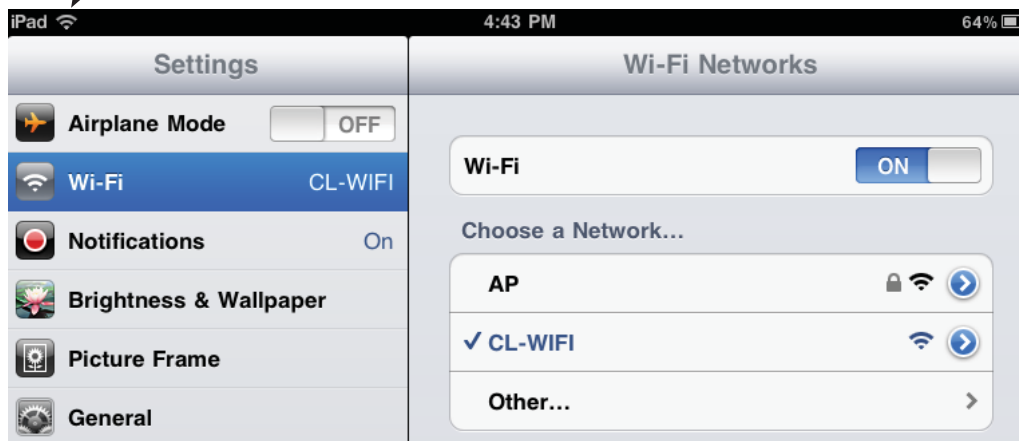 iPad 4:43 PM 64%
Settings
Airplane Mode OFF
Wi-Fi CL-WIFI
Notifications On
Brightness & Wallpaper
Picture Frame
General
Wi-Fi Networks
Wi-Fi ON
Choose a Network...
AP
CL-WIFI
Other...